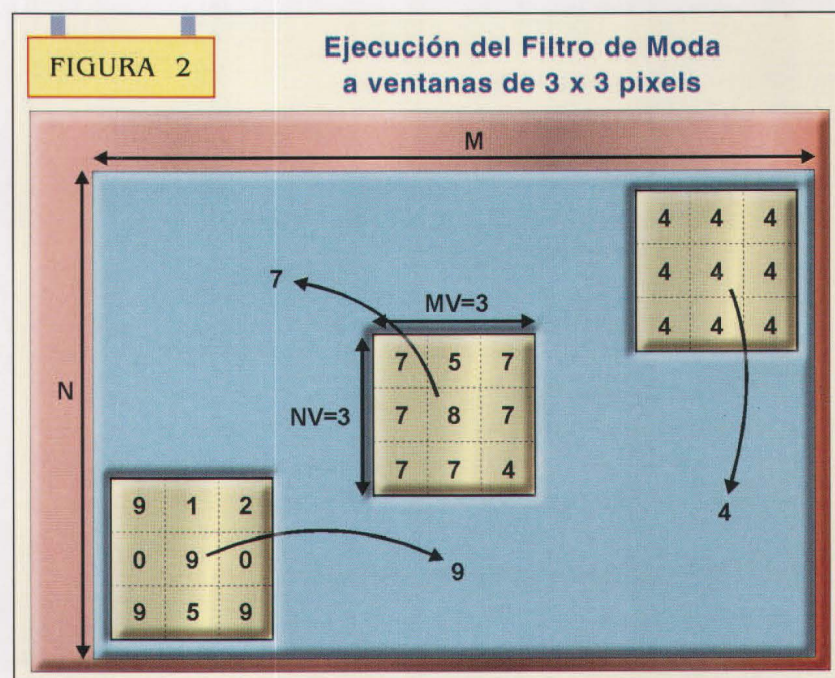 FIGURA 2
Ejecución del Filtro de Moda
a ventanas de 3 x 3 pixels
M
N
4 4 4
4 4 4
4 4 4
7
MV=3
NV=3
7 5 7
7 8 7
7 7 4
4
9 1 2
0 9 0
9 5 9
9